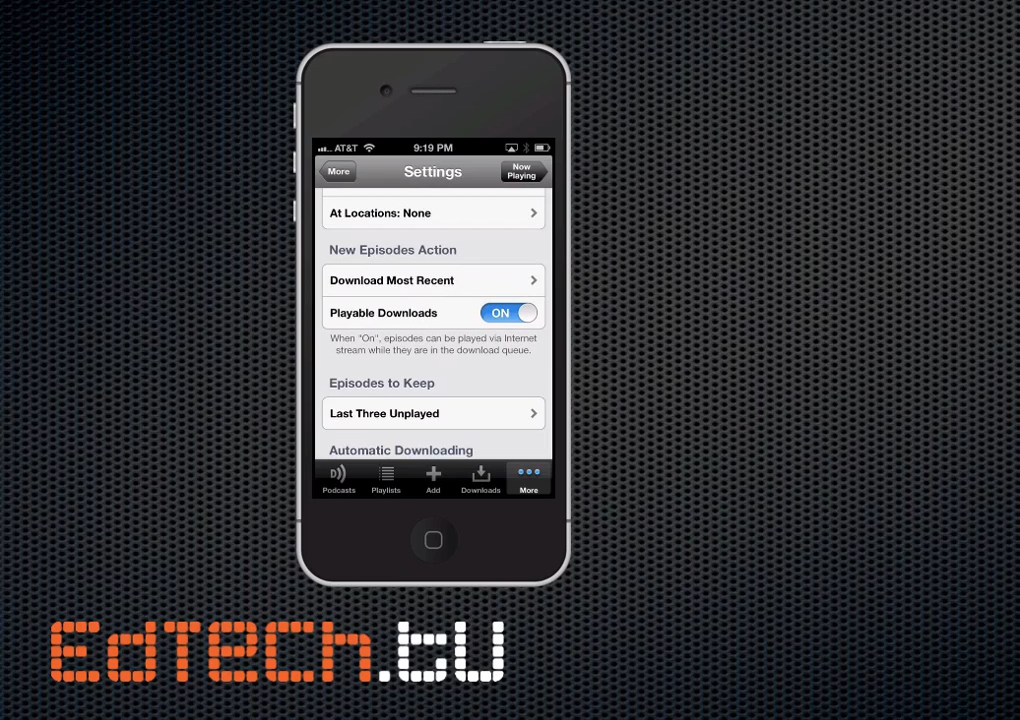 AT&T 9:19 PM
More Settings Now Playing
At Locations: None
New Episodes Action
Download Most Recent
Playable Downloads ON
When "On", episodes can be played via Internet
stream while they are in the download queue.
Episodes to Keep
Last Three Unplayed
Automatic Downloading
Podcasts Playlists Add Downloads More
EdTech.tU